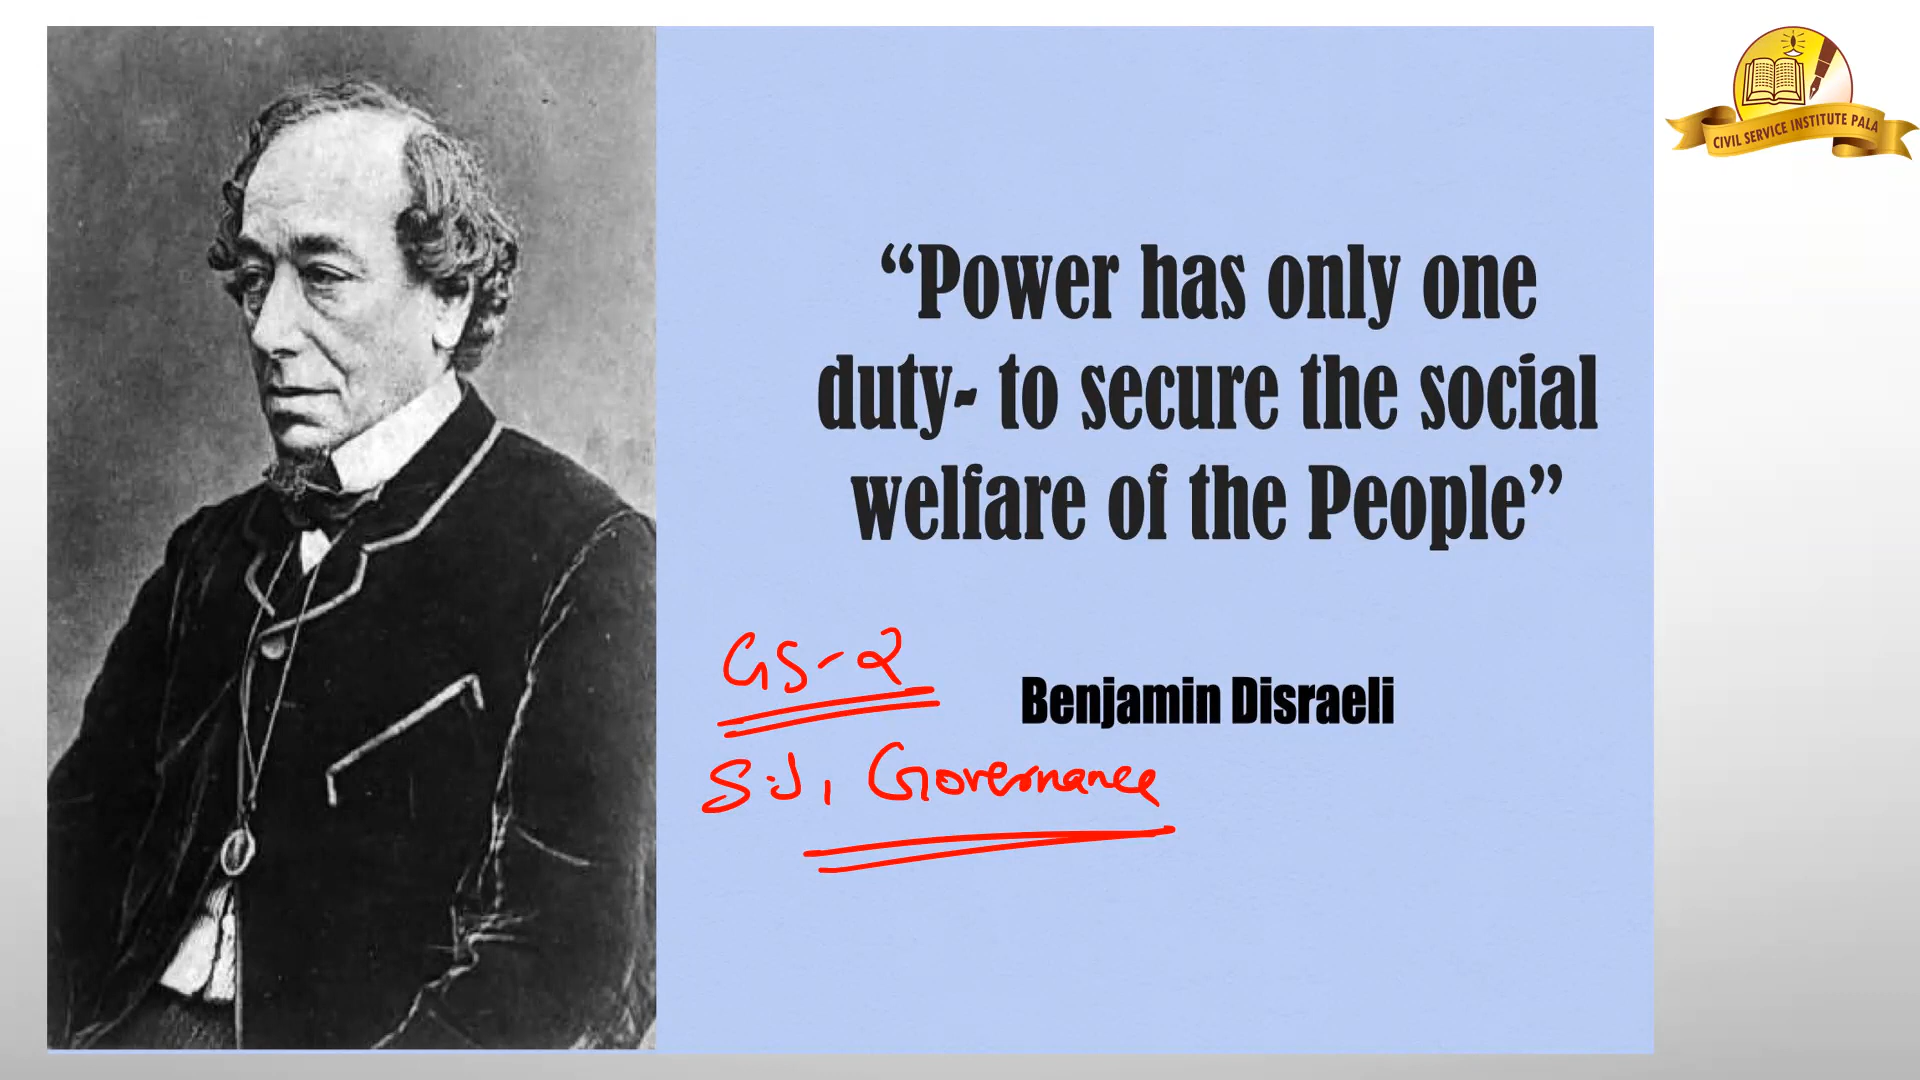 CIVIL SERVICE INSTITUTE PALA
“Power has only one
duty- to secure the social
welfare of the People”
GS-2
Benjamin Disraeli
S.J, Governance